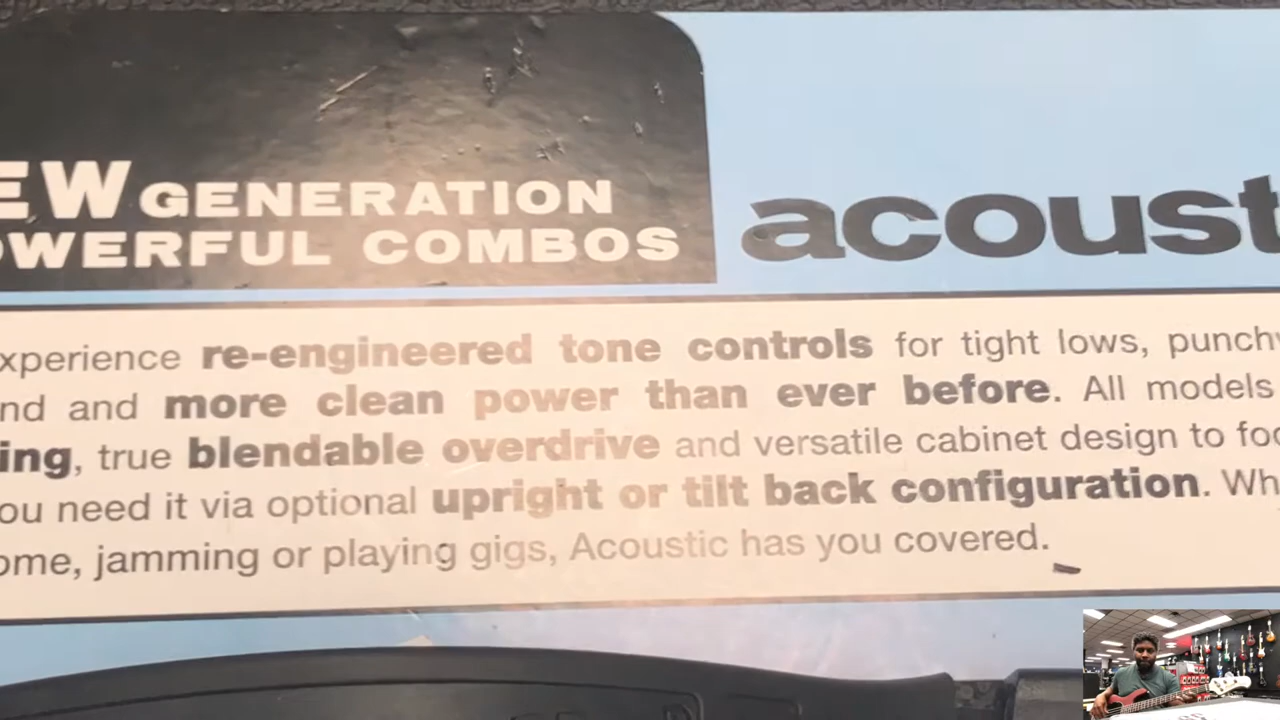 EW GENERATION
OWERFUL COMBOS
acoust
xperience re-engineered tone controls for tight lows, punchy
nd and more clean power than ever before. All models
ing, true blendable overdrive and versatile cabinet design to foc
ou need it via optional upright or tilt back configuration. Wh
ome, jamming or playing gigs, Acoustic has you covered.